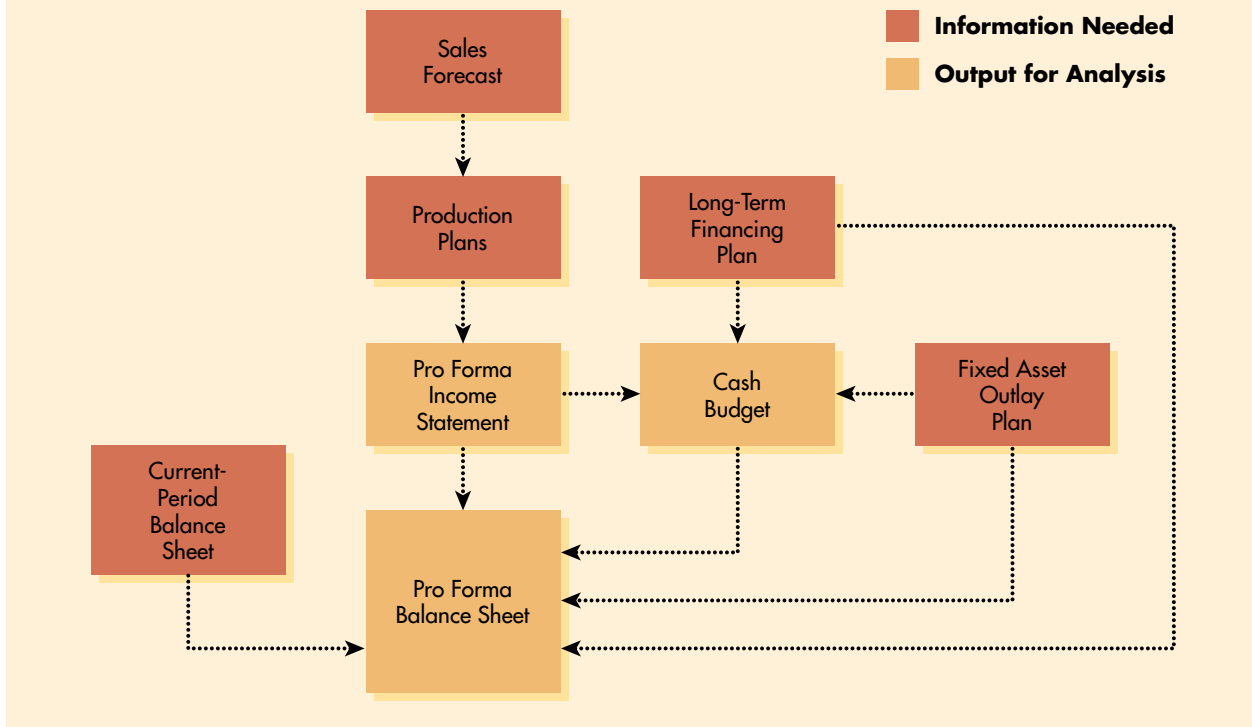 Sales
Forecast
Information Needed
Output for Analysis
Production
Plans
Long-Term
Financing
Plan
Pro Forma
Income
Statement
Cash
Budget
Fixed Asset
Outlay
Plan
Current-
Period
Balance
Sheet
Pro Forma
Balance Sheet